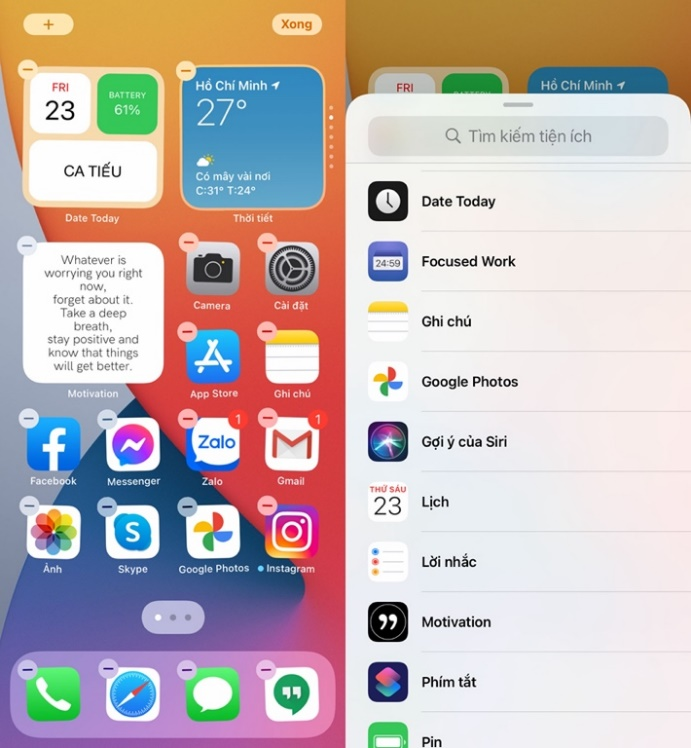 +
Xong
FRI
23
BATTERY
61%
CA TIẾU
Date Today
Hồ Chí Minh
27°
Có mây vài nơi
C:31° T:24°
Thời tiết
Whatever is
worrying you right
now,
forget about it.
Take a deep
breath,
stay positive and
know that things
will get better.
Motivation
Camera
Cài đặt
App Store
Ghi chú
Facebook
Messenger
Zalo
1
Zalo
1
Gmail
Ảnh
Skype
Google Photos
Instagram
FRI
BATTERY
Hồ Chí Minh
Tìm kiếm tiện ích
Date Today
24:59
Focused Work
Ghi chú
Google Photos
Gợi ý của Siri
THỨ SÁU
23
Lịch
Lời nhắc
Motivation
Phím tắt
Pin